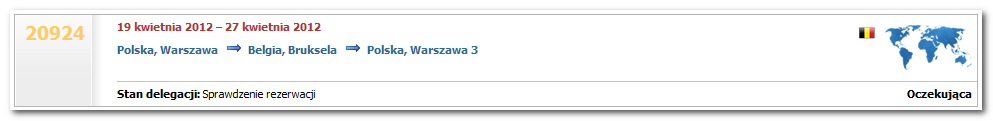 20924
19 kwietnia 2012 – 27 kwietnia 2012
Polska, Warszawa Belgia, Bruksela Polska, Warszawa 3
Stan delegacji: Sprawdzenie rezerwacji Oczekująca